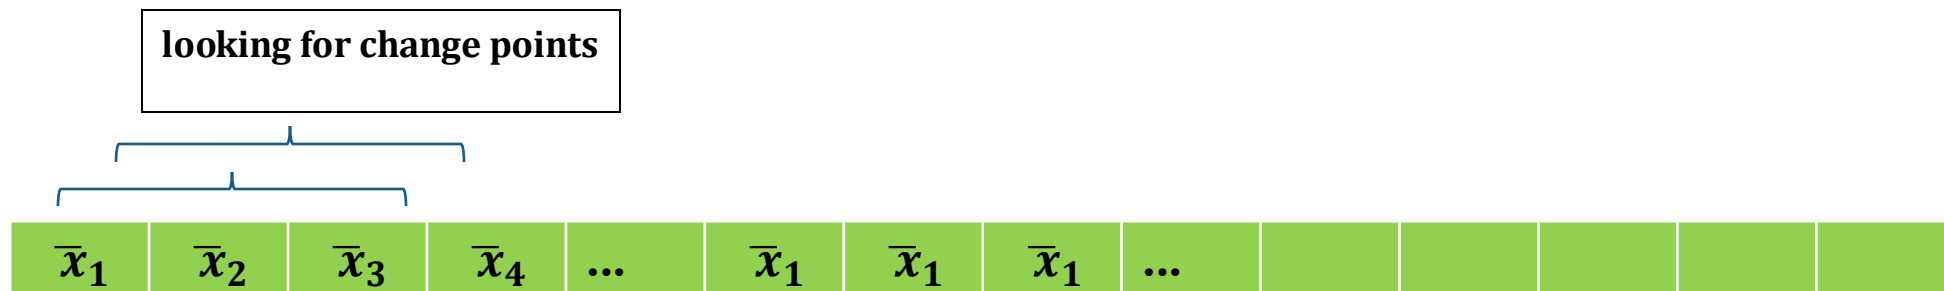 looking for change points
x̅₁ x̅₂ x̅₃ x̅₄ ... x̅₁ x̅₁ x̅₁ ...